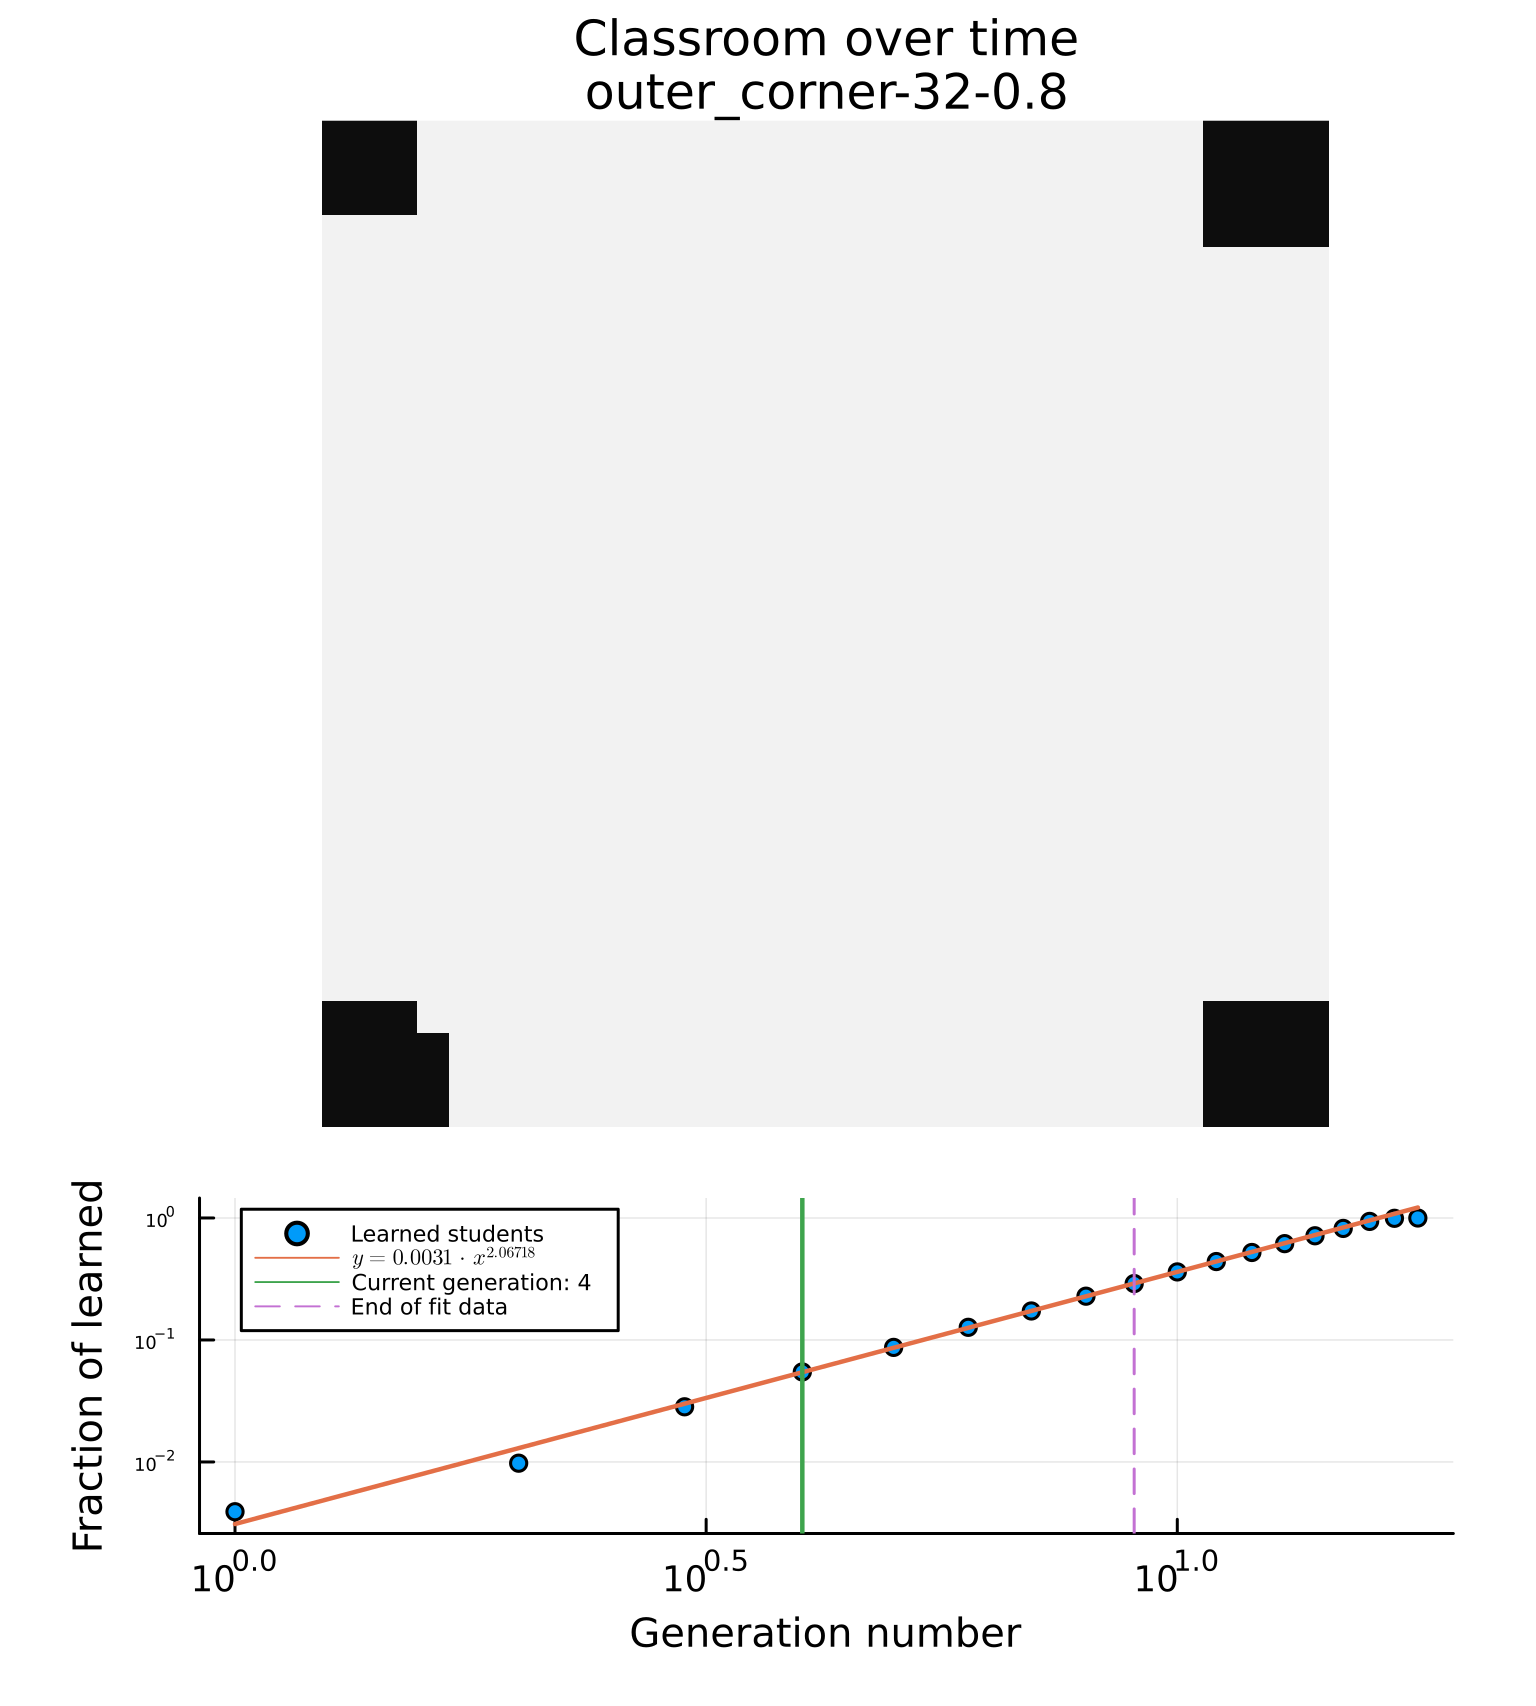 Classroom over time
outer_corner-32-0.8
Fraction of learned
10^0
10^−1
10^−2
Learned students
y = 0.0031 · x^2.06718
Current generation: 4
End of fit data
10^0.0 10^0.5 10^1.0
Generation number